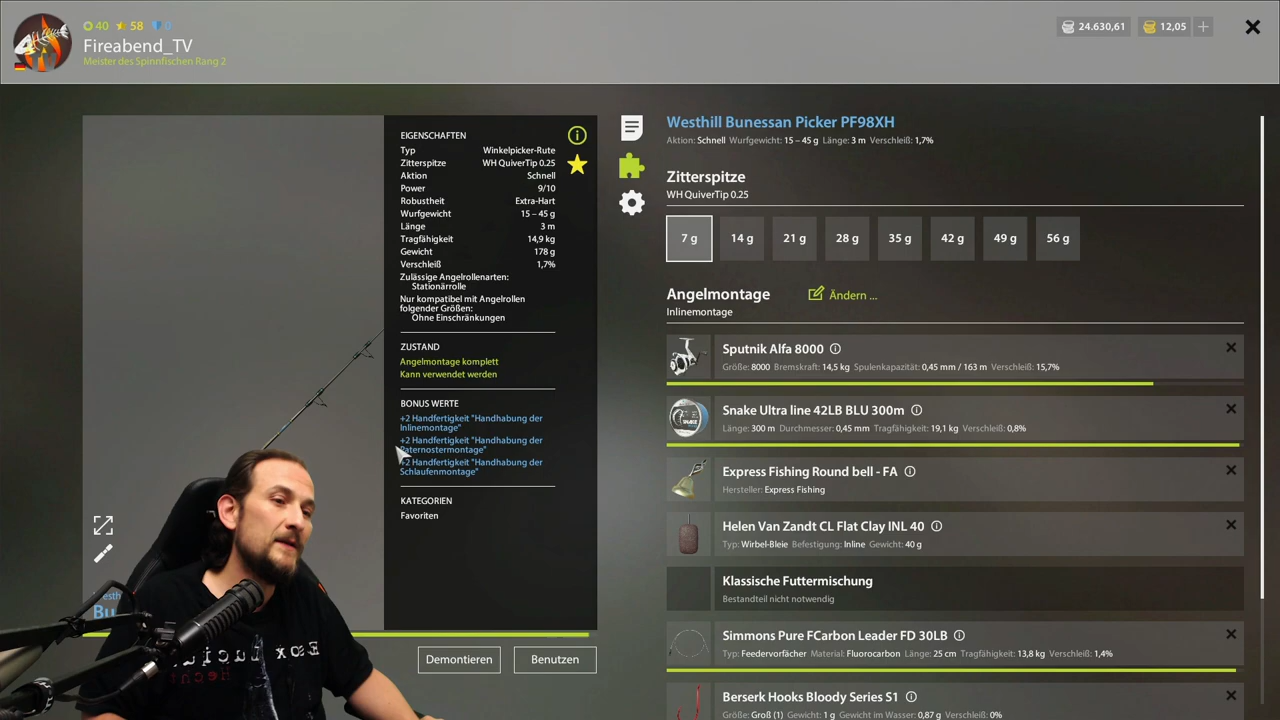 40 58 0
Fireabend_TV
Meister des Spinnfischen Rang 2
24.630,61 12,05
EIGENSCHAFTEN
Typ Winkelpicker-Rute
Zitterspitze WH QuiverTip 0.25
Aktion Schnell
Power 9/10
Robustheit Extra-Hart
Wurfgewicht 15 – 45 g
Länge 3 m
Tragfähigkeit 14,9 kg
Gewicht 178 g
Verschleiß 1,7%
Zulässige Angelrollenarten:
Stationärrolle
Nur kompatibel mit Angelrollen
folgender Größen:
Ohne Einschränkungen
ZUSTAND
Angelmontage komplett
Kann verwendet werden
BONUS WERTE
+2 Handfertigkeit "Handhabung der
Inlinemontage"
+2 Handfertigkeit "Handhabung der
Paternostermontage"
+2 Handfertigkeit "Handhabung der
Schlaufenmontage"
KATEGORIEN
Favoriten
Demontieren Benutzen
Westhill Bunessan Picker PF98XH
Aktion: Schnell Wurfgewicht: 15 – 45 g Länge: 3 m Verschleiß: 1,7%
Zitterspitze
WH QuiverTip 0.25
7 g 14 g 21 g 28 g 35 g 42 g 49 g 56 g
Angelmontage Ändern ...
Inlinemontage
Sputnik Alfa 8000
Größe: 8000 Bremskraft: 14,5 kg Spulenkapazität: 0,45 mm / 163 m Verschleiß: 15,7%
Snake Ultra line 42LB BLU 300m
Länge: 300 m Durchmesser: 0,45 mm Tragfähigkeit: 19,1 kg Verschleiß: 0,8%
Express Fishing Round bell - FA
Hersteller: Express Fishing
Helen Van Zandt CL Flat Clay INL 40
Typ: Wirbel-Bleie Befestigung: Inline Gewicht: 40 g
Klassische Futtermischung
Bestandteil nicht notwendig
Simmons Pure FCarbon Leader FD 30LB
Typ: Feedervorfächer Material: Fluorocarbon Länge: 25 cm Tragfähigkeit: 13,8 kg Verschleiß: 1,4%
Berserk Hooks Bloody Series S1
Größe: Groß (1) Gewicht: 1 g Gewicht im Wasser: 0,87 g Verschleiß: 0%